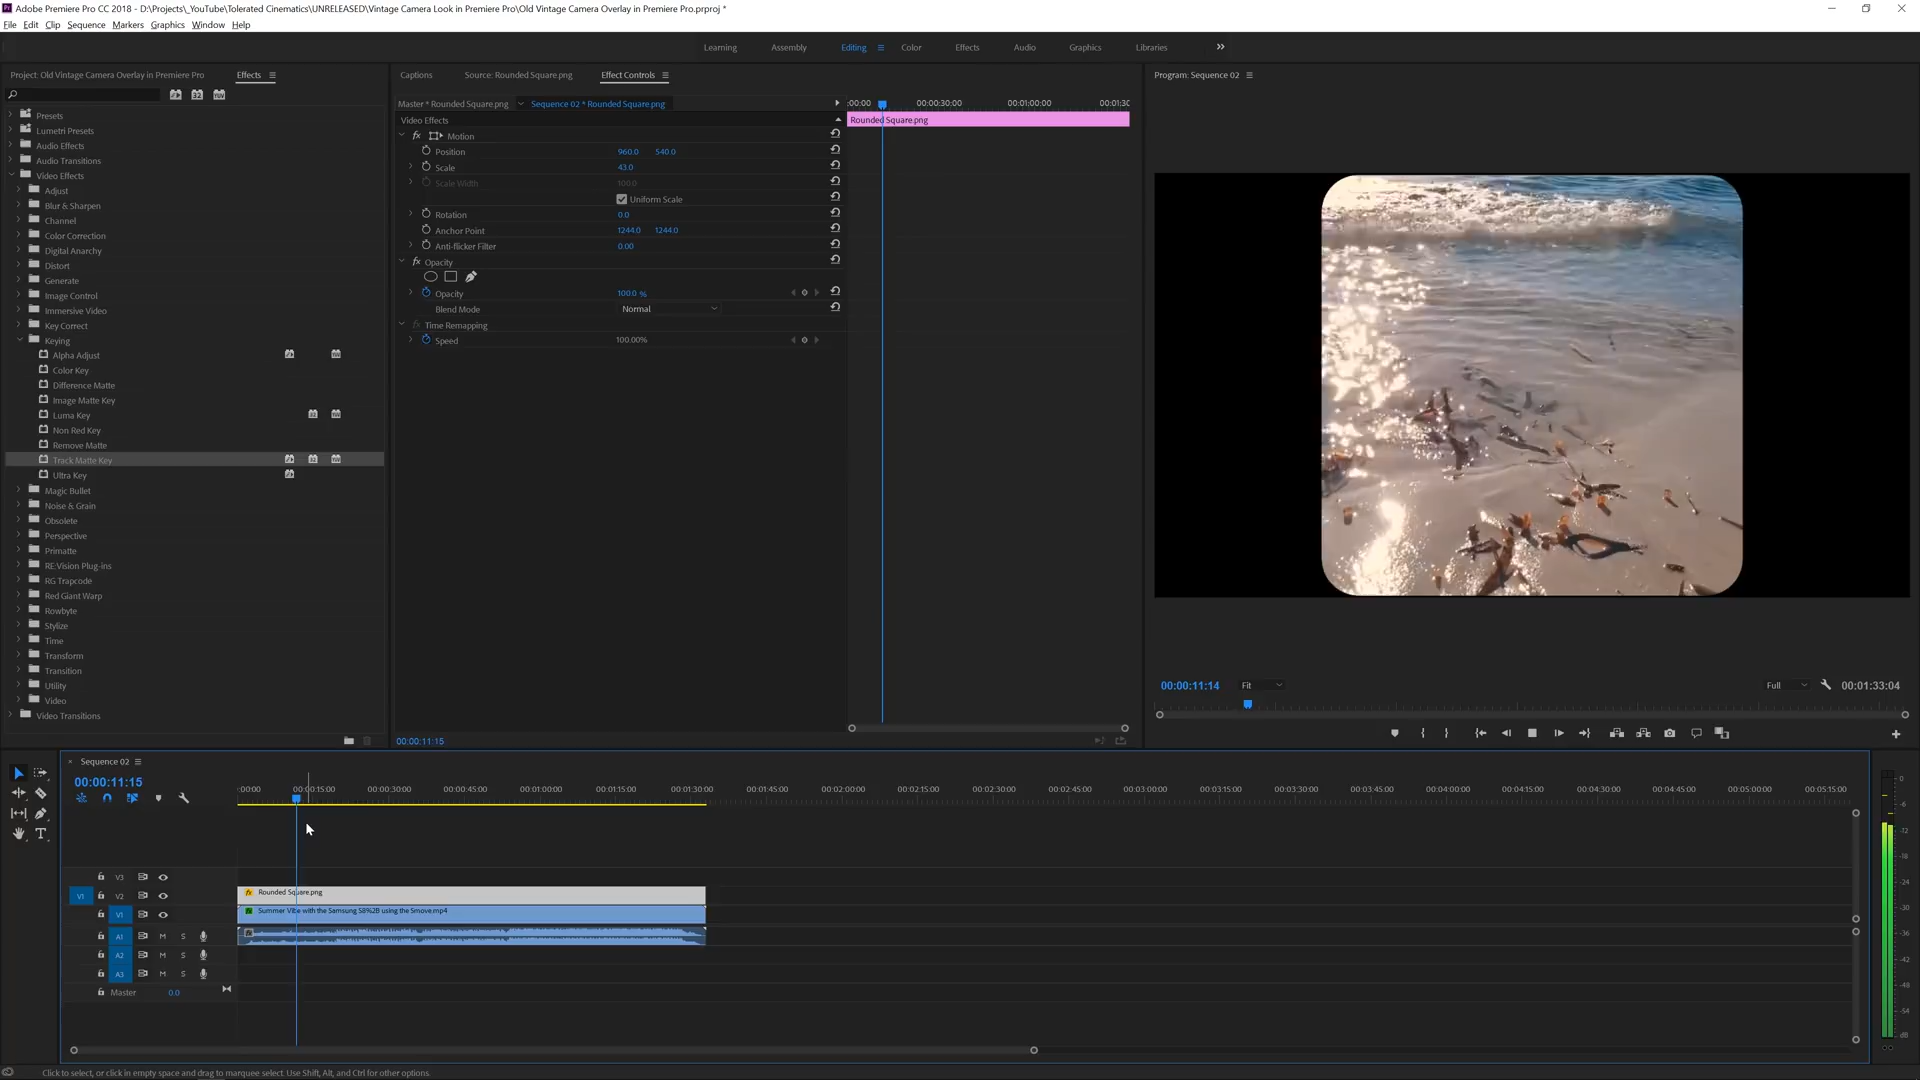 Adobe Premiere Pro CC 2018 - D:\Projects\_YouTube\Tolerated Cinematics\UNRELEASED\Vintage Camera Look in Premiere Pro\Old Vintage Camera Overlay in Premiere Pro.prproj *
File Edit Clip Sequence Markers Graphics Window Help
Learning Assembly Editing Color Effects Audio Graphics Libraries
Project: Old Vintage Camera Overlay in Premiere Pro Effects
Captions Source: Rounded Square.png Effect Controls
Program: Sequence 02
Master * Rounded Square.png Sequence 02 * Rounded Square.png
:00:00 00:00:30:00 00:01:00:00 00:01:30
Video Effects
Rounded Square.png
Motion
Position 960.0 540.0
Scale 43.0
Scale Width 100.0
Uniform Scale
Rotation 0.0
Anchor Point 1244.0 1244.0
Anti-flicker Filter 0.00
Opacity
Opacity 100.0 %
Blend Mode Normal
Time Remapping
Speed 100.00%
Presets
Lumetri Presets
Audio Effects
Audio Transitions
Video Effects
Adjust
Blur & Sharpen
Channel
Color Correction
Digital Anarchy
Distort
Generate
Image Control
Immersive Video
Key Correct
Keying
Alpha Adjust
Color Key
Difference Matte
Image Matte Key
Luma Key
Non Red Key
Remove Matte
Track Matte Key
Ultra Key
Magic Bullet
Noise & Grain
Obsolete
Perspective
Primatte
RE:Vision Plug-ins
RG Trapcode
Red Giant Warp
Rowbyte
Stylize
Time
Transform
Transition
Utility
Video
Video Transitions
00:00:11:15
00:00:11:14 Fit Full 00:01:33:04
Sequence 02
00:00:11:15
:00:00 00:00:15:00 00:00:30:00 00:00:45:00 00:01:00:00 00:01:15:00 00:01:30:00 00:01:45:00 00:02:00:00 00:02:15:00 00:02:30:00 00:02:45:00 00:03:00:00 00:03:15:00 00:03:30:00 00:03:45:00 00:04:00:00 00:04:15:00 00:04:30:00 00:04:45:00 00:05:00:00 00:05:15:00
V3
V1 V2 Rounded Square.png
V1 Summer Vibe with the Samsung S8%2B using the Smove.mp4
A1 M S
A2 M S
A3 M S
Master 0.0
0
-6
-12
-18
-24
-30
-36
-42
-48
-54
dB
Click to select, or click in empty space and drag to marquee select. Use Shift, Alt, and Ctrl for other options.